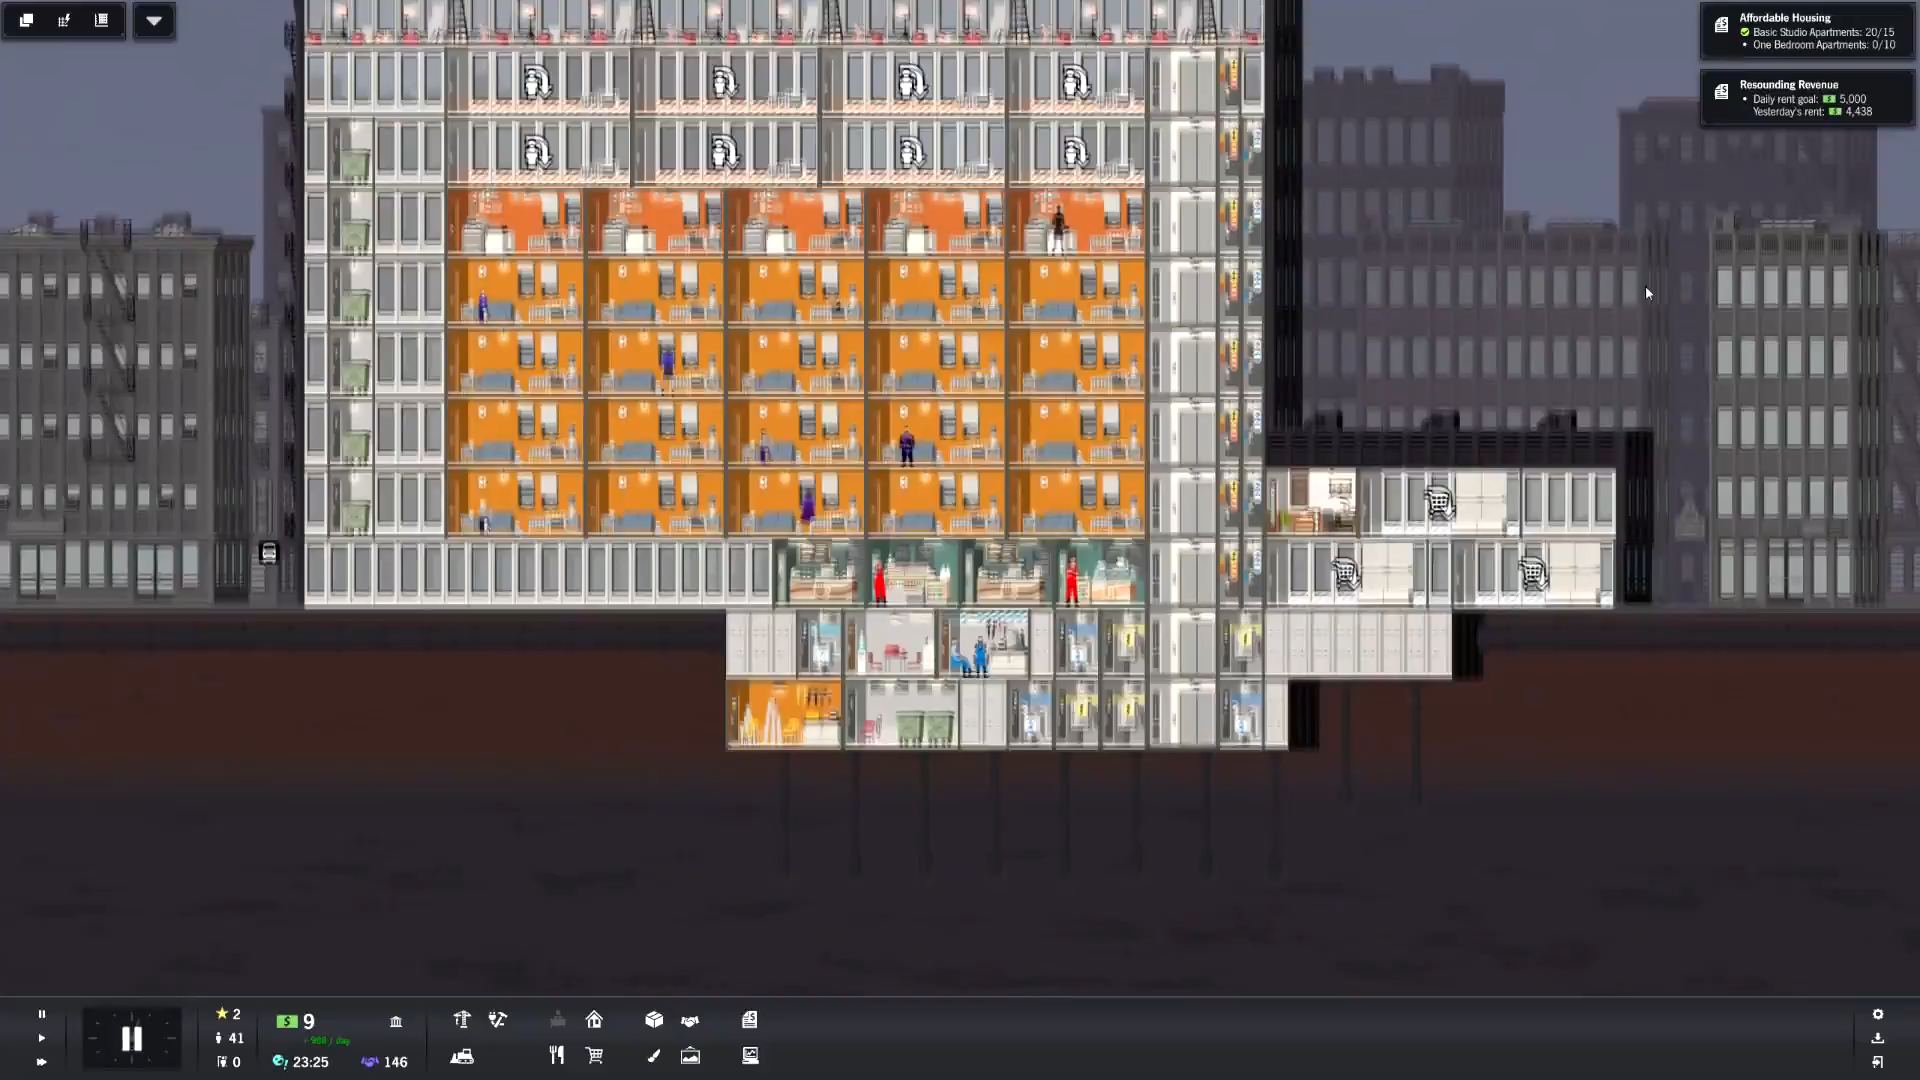 Affordable Housing
Basic Studio Apartments: 20/15
• One Bedroom Apartments: 0/10
Resounding Revenue
• Daily rent goal: $ 5,000
Yesterday's rent: $ 4,438
2
$ 9
41
0
23:25
146